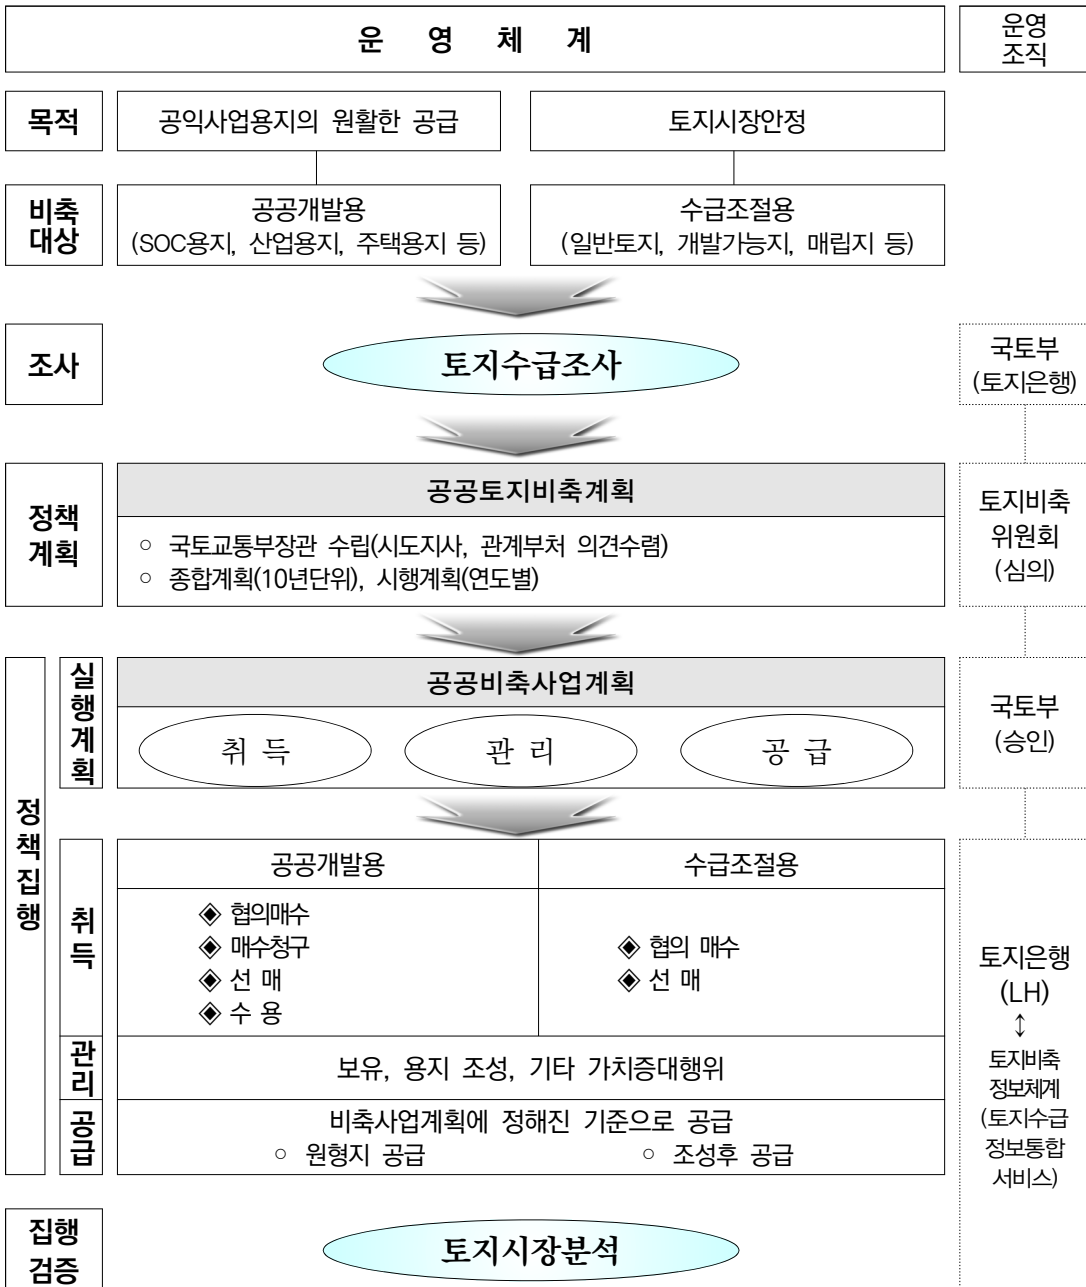 운 영 체 계
운영
조직
목적
공익사업용지의 원활한 공급
토지시장안정
비축
대상
공공개발용
(SOC용지, 산업용지, 주택용지 등)
수급조절용
(일반토지, 개발가능지, 매립지 등)
조사
토지수급조사
국토부
(토지은행)
정책
계획
공공토지비축계획
○ 국토교통부장관 수립(시도지사, 관계부처 의견수렴)
○ 종합계획(10년단위), 시행계획(연도별)
토지비축
위원회
(심의)
정책집행
실행계획
공공비축사업계획
취 득
관 리
공 급
국토부
(승인)
취득
공공개발용
수급조절용
◈ 협의매수
◈ 매수청구
◈ 선 매
◈ 수 용
◈ 협의 매수
◈ 선 매
관리
보유, 용지 조성, 기타 가치증대행위
공급
비축사업계획에 정해진 기준으로 공급
○ 원형지 공급
○ 조성후 공급
토지은행
(LH)
↕
토지비축
정보체계
(토지수급
정보통합
서비스)
집행
검증
토지시장분석